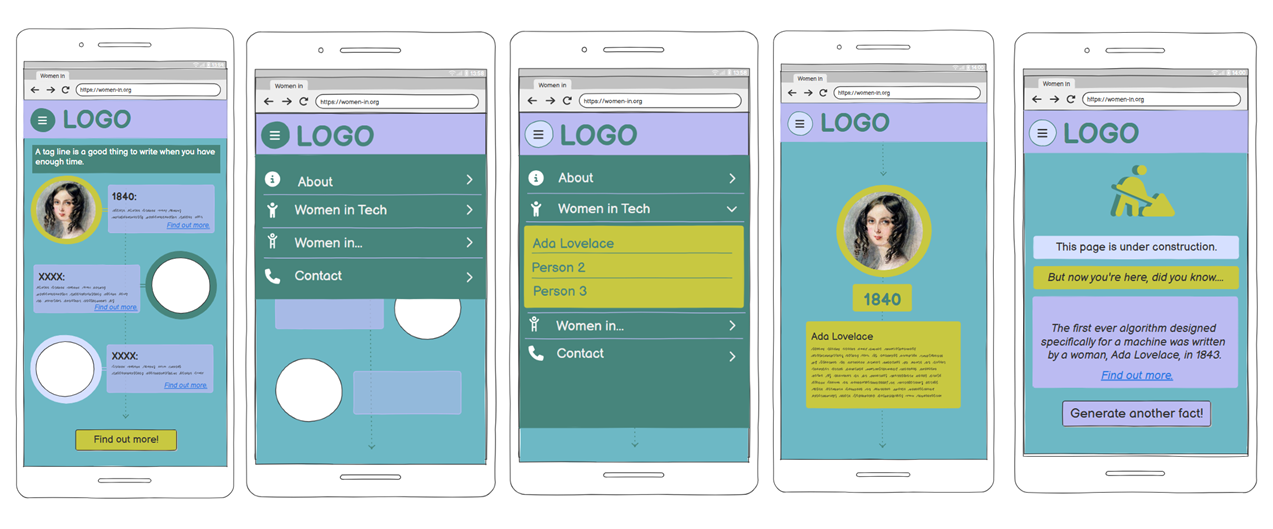 Women in
https://women-in.org
LOGO
A tag line is a good thing to write when you have
enough time.
1840:
Find out more.
XXXX:
Find out more.
XXXX:
Find out more.
Find out more!
Women in
https://women-in.org
LOGO
About
Women in Tech
Women in...
Contact
Women in
https://women-in.org
LOGO
About
Women in Tech
Ada Lovelace
Person 2
Person 3
Women in...
Contact
Women in
https://women-in.org
LOGO
1840
Ada Lovelace
Women in
https://women-in.org
LOGO
This page is under construction.
But now you're here, did you know....
The first ever algorithm designed
specifically for a machine was written
by a woman, Ada Lovelace, in 1843.
Find out more.
Generate another fact!